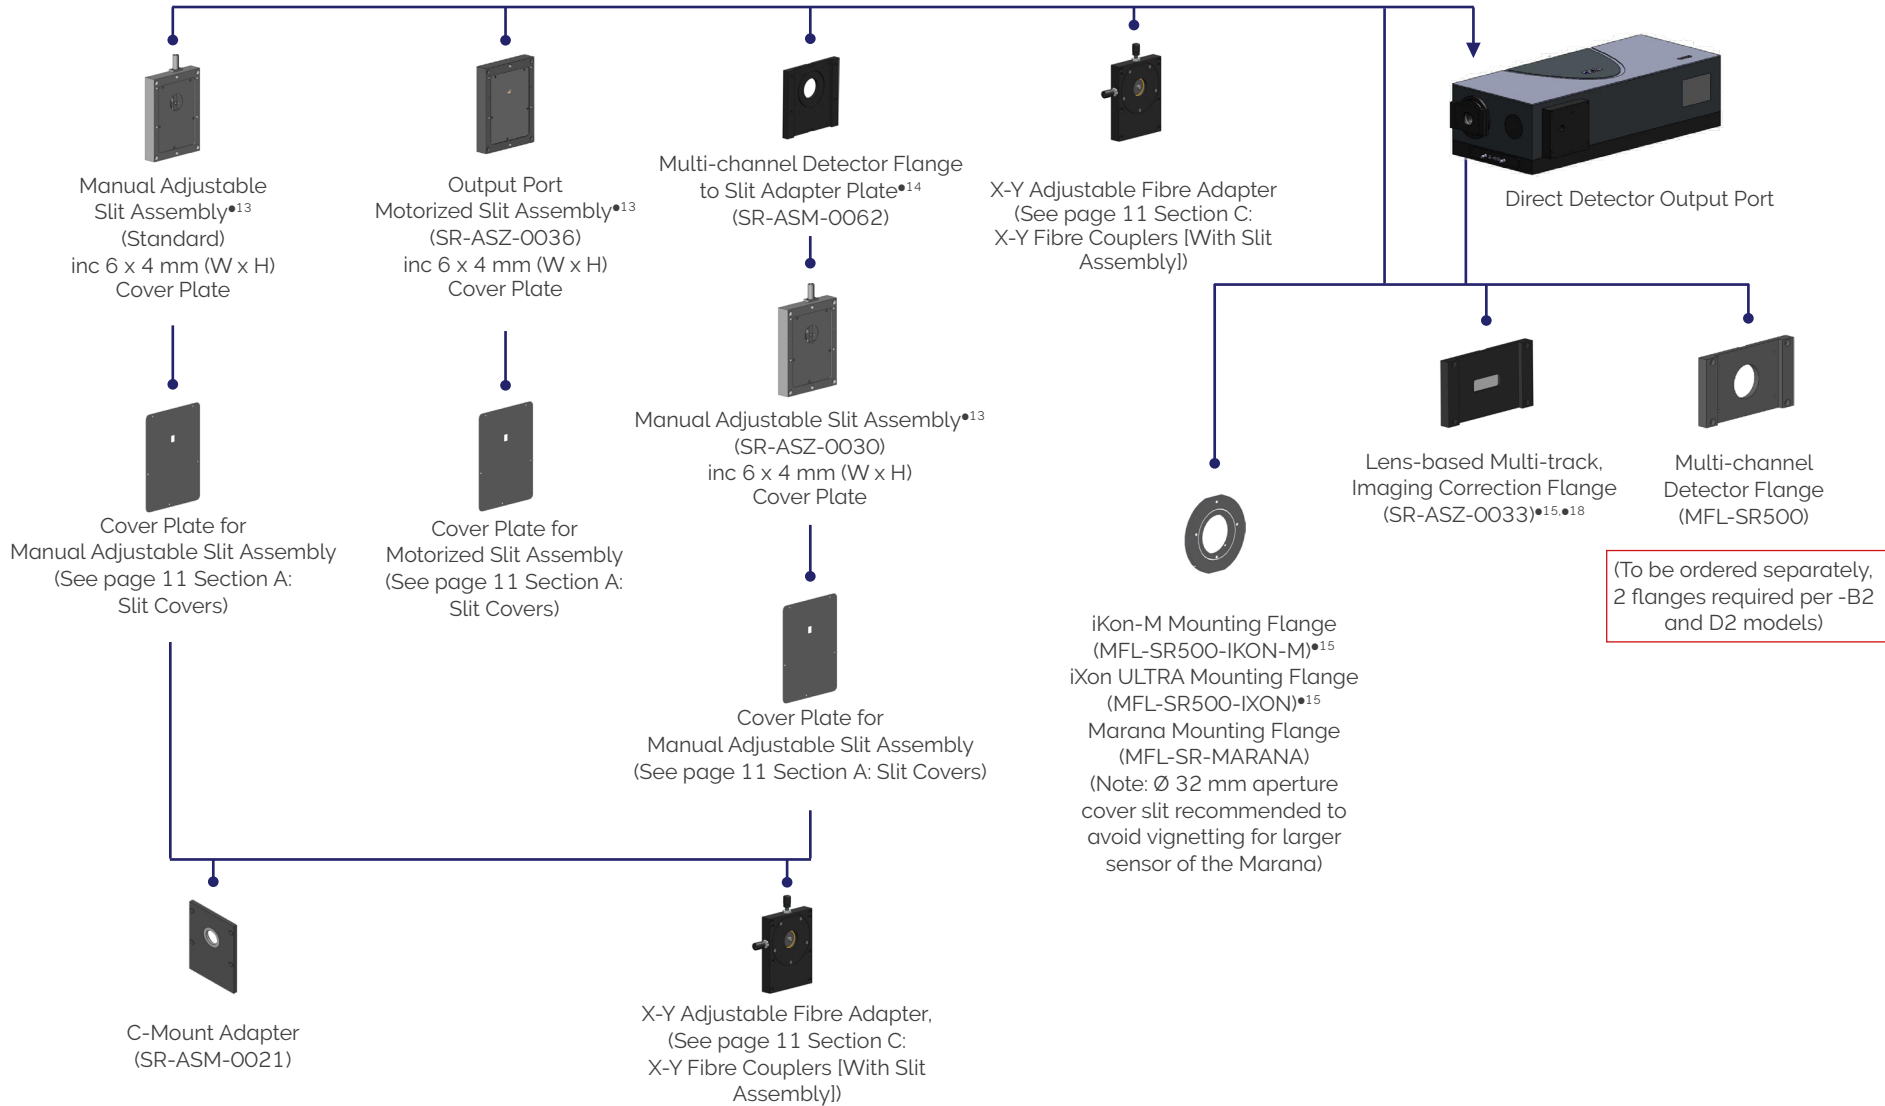 Manual Adjustable
Slit Assembly●13
(Standard)
inc 6 x 4 mm (W x H)
Cover Plate
Output Port
Motorized Slit Assembly●13
(SR-ASZ-0036)
inc 6 x 4 mm (W x H)
Cover Plate
Multi-channel Detector Flange
to Slit Adapter Plate●14
(SR-ASM-0062)
X-Y Adjustable Fibre Adapter
(See page 11 Section C:
X-Y Fibre Couplers [With Slit
Assembly])
Direct Detector Output Port
Manual Adjustable Slit Assembly●13
(SR-ASZ-0030)
inc 6 x 4 mm (W x H)
Cover Plate
Lens-based Multi-track,
Imaging Correction Flange
(SR-ASZ-0033)●15,●18
Multi-channel
Detector Flange
(MFL-SR500)
(To be ordered separately,
2 flanges required per -B2
and D2 models)
Cover Plate for
Manual Adjustable Slit Assembly
(See page 11 Section A:
Slit Covers)
Cover Plate for
Motorized Slit Assembly
(See page 11 Section A:
Slit Covers)
Cover Plate for
Manual Adjustable Slit Assembly
(See page 11 Section A: Slit Covers)
iKon-M Mounting Flange
(MFL-SR500-IKON-M)●15
iXon ULTRA Mounting Flange
(MFL-SR500-IXON)●15
Marana Mounting Flange
(MFL-SR-MARANA)
(Note: Ø 32 mm aperture
cover slit recommended to
avoid vignetting for larger
sensor of the Marana)
C-Mount Adapter
(SR-ASM-0021)
X-Y Adjustable Fibre Adapter,
(See page 11 Section C:
X-Y Fibre Couplers [With Slit
Assembly])